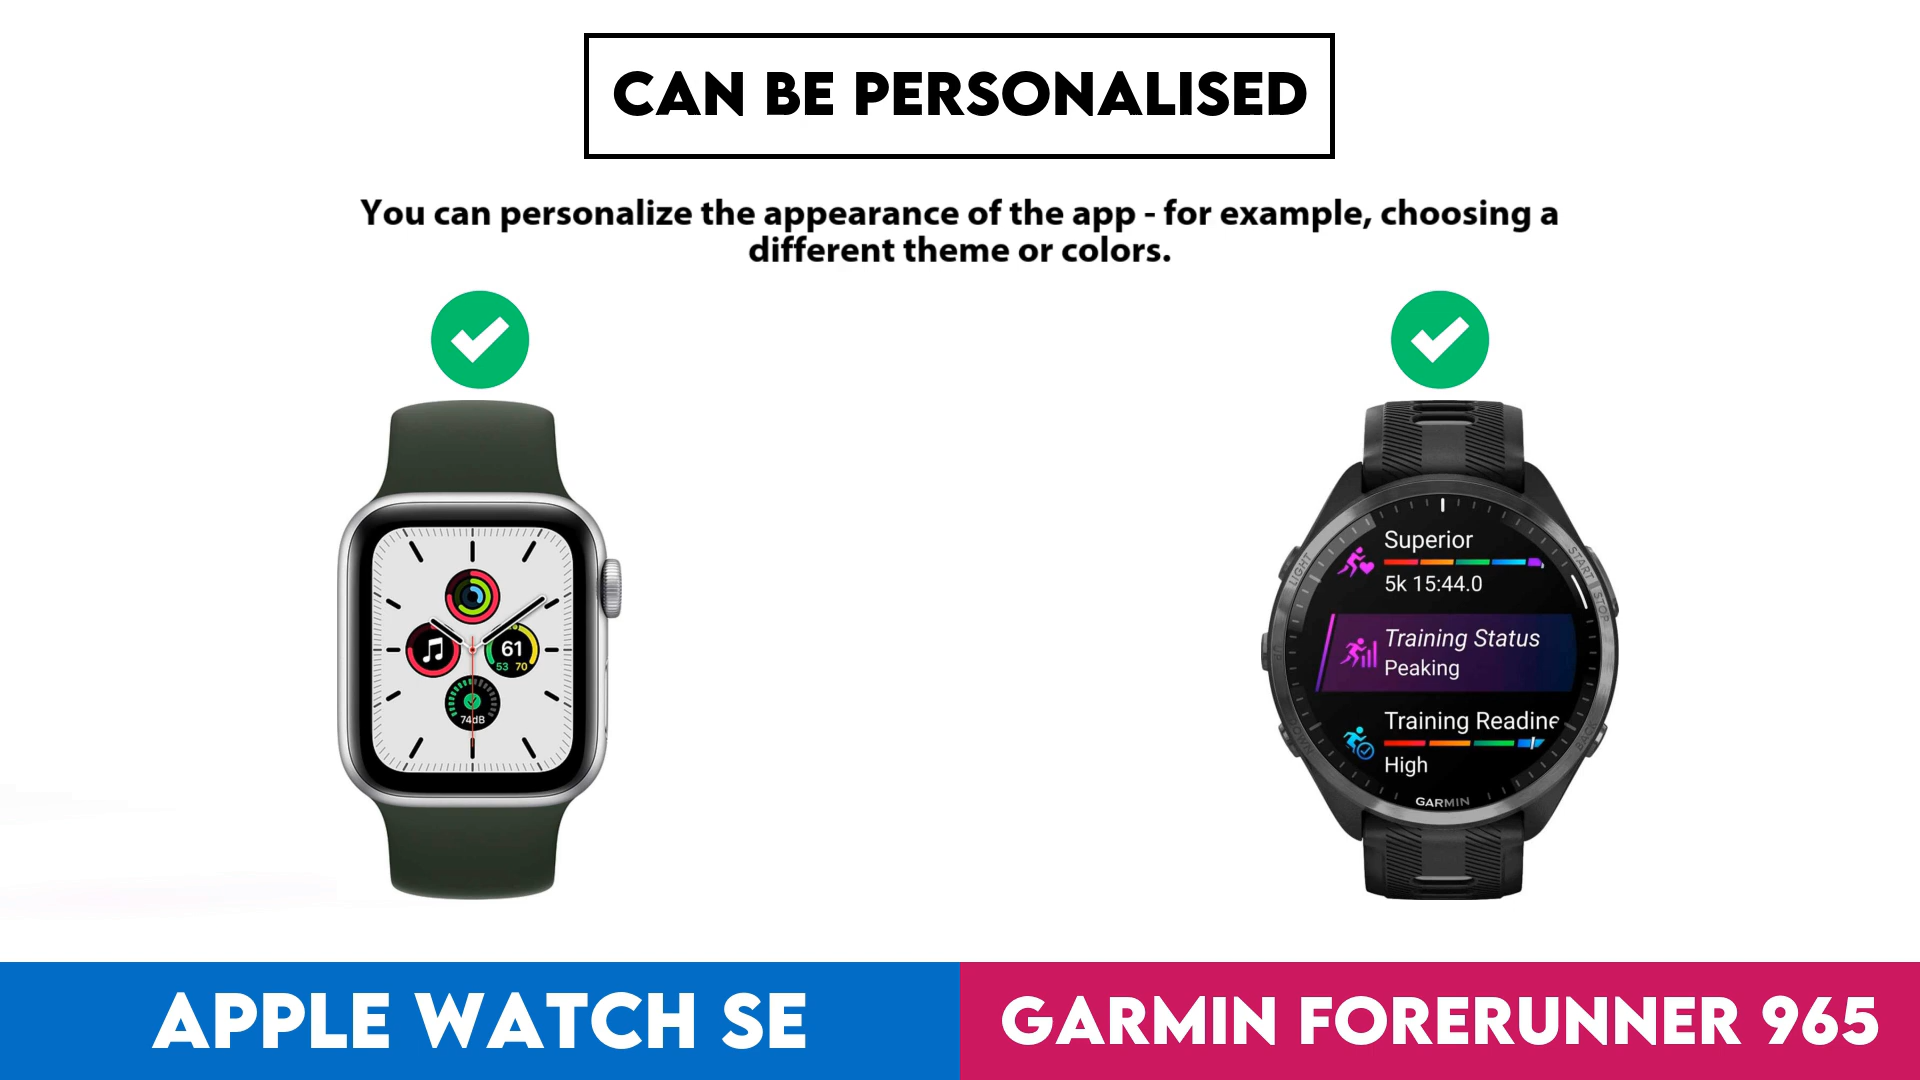 CAN BE PERSONALISED
You can personalize the appearance of the app - for example, choosing a
different theme or colors.
61
53 70
74dB
Superior
5k 15:44.0
Training Status
Peaking
Training Readine
High
GARMIN
LIGHT
START
STOP
UP
DOWN
BACK
APPLE WATCH SE
GARMIN FORERUNNER 965